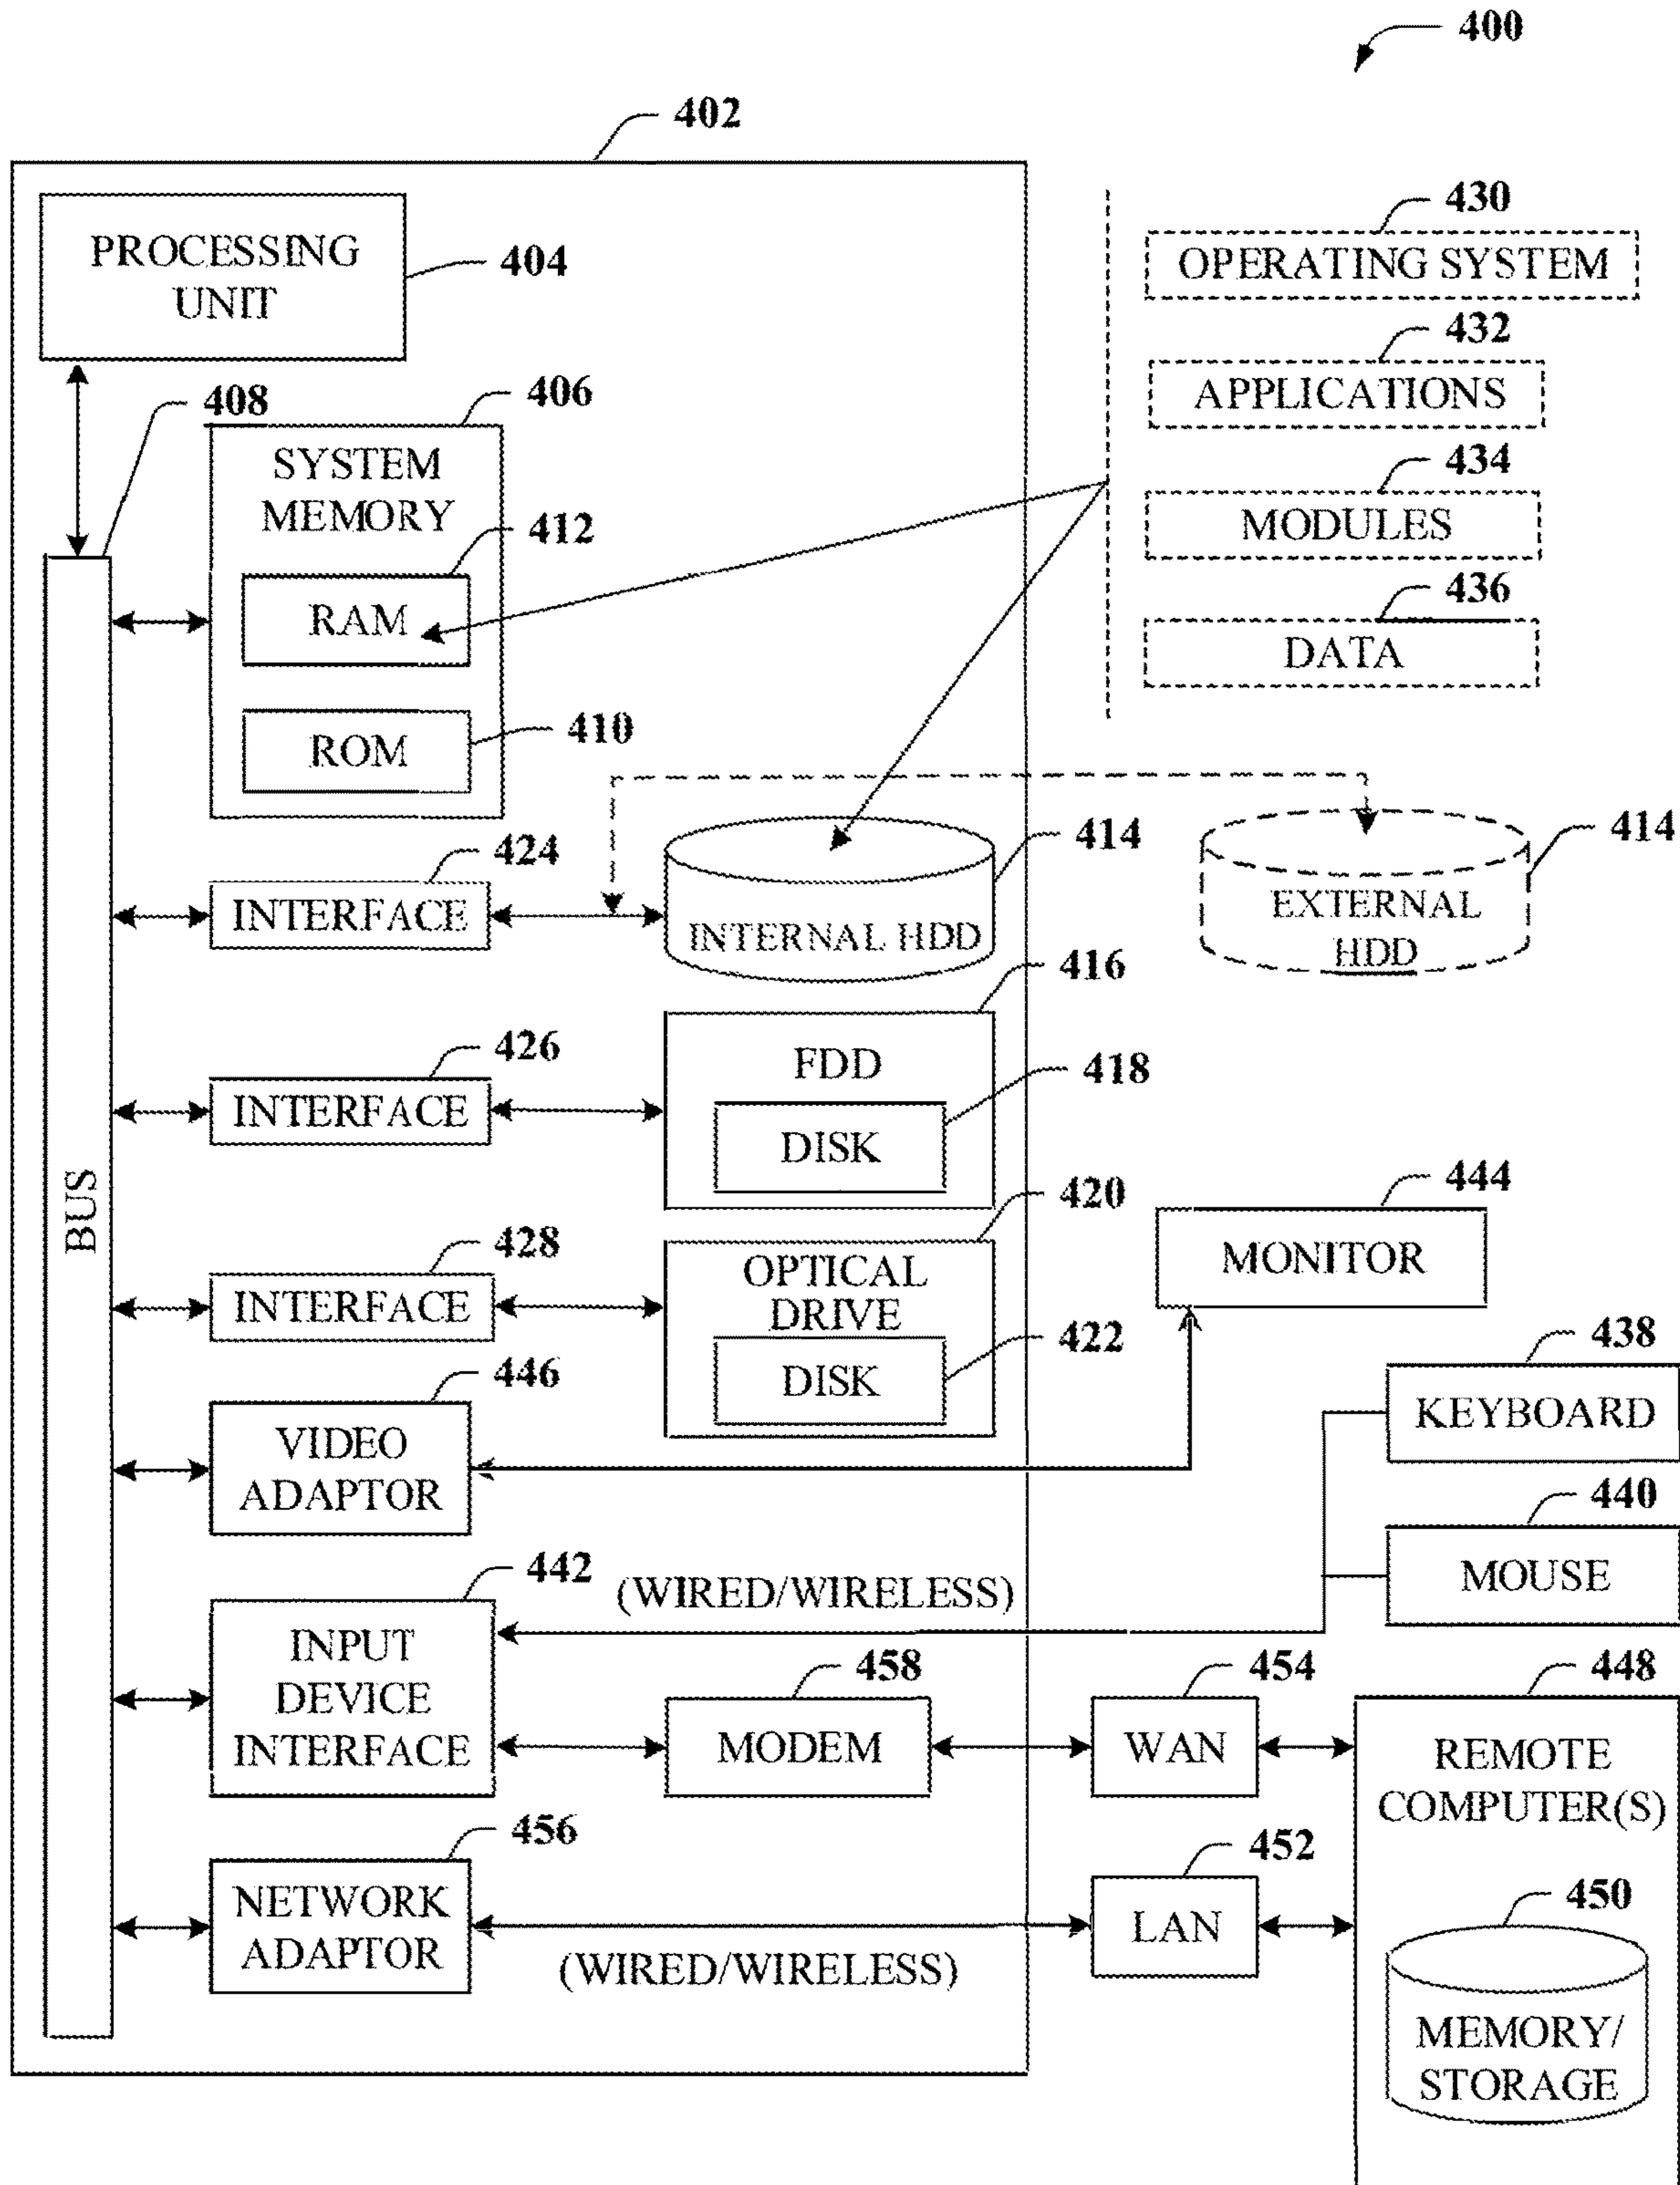 400
402
PROCESSING
UNIT
404
408
406
SYSTEM
MEMORY
412
RAM
ROM
410
430
OPERATING SYSTEM
432
APPLICATIONS
434
MODULES
436
DATA
424
INTERFACE
414
INTERNAL HDD
414
EXTERNAL
HDD
426
INTERFACE
416
FDD
418
DISK
BUS
428
INTERFACE
420
OPTICAL
DRIVE
422
DISK
444
MONITOR
446
VIDEO
ADAPTOR
438
KEYBOARD
440
MOUSE
442
INPUT
DEVICE
INTERFACE
(WIRED/WIRELESS)
458
MODEM
454
WAN
448
REMOTE
COMPUTER(S)
456
NETWORK
ADAPTOR
(WIRED/WIRELESS)
452
LAN
450
MEMORY/
STORAGE